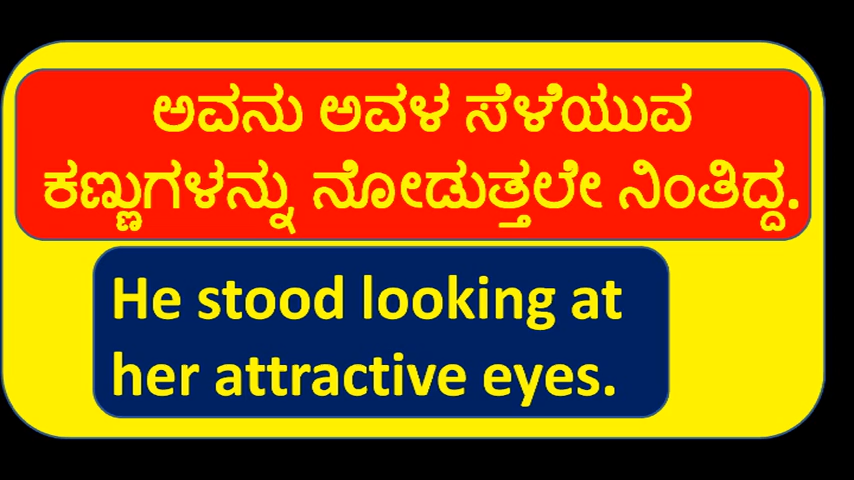 ಅವನು ಅವಳ ಸೆಳೆಯುವ
ಕಣ್ಣುಗಳನ್ನು ನೋಡುತ್ತಲೇ ನಿಂತಿದ್ದ.
He stood looking at
her attractive eyes.